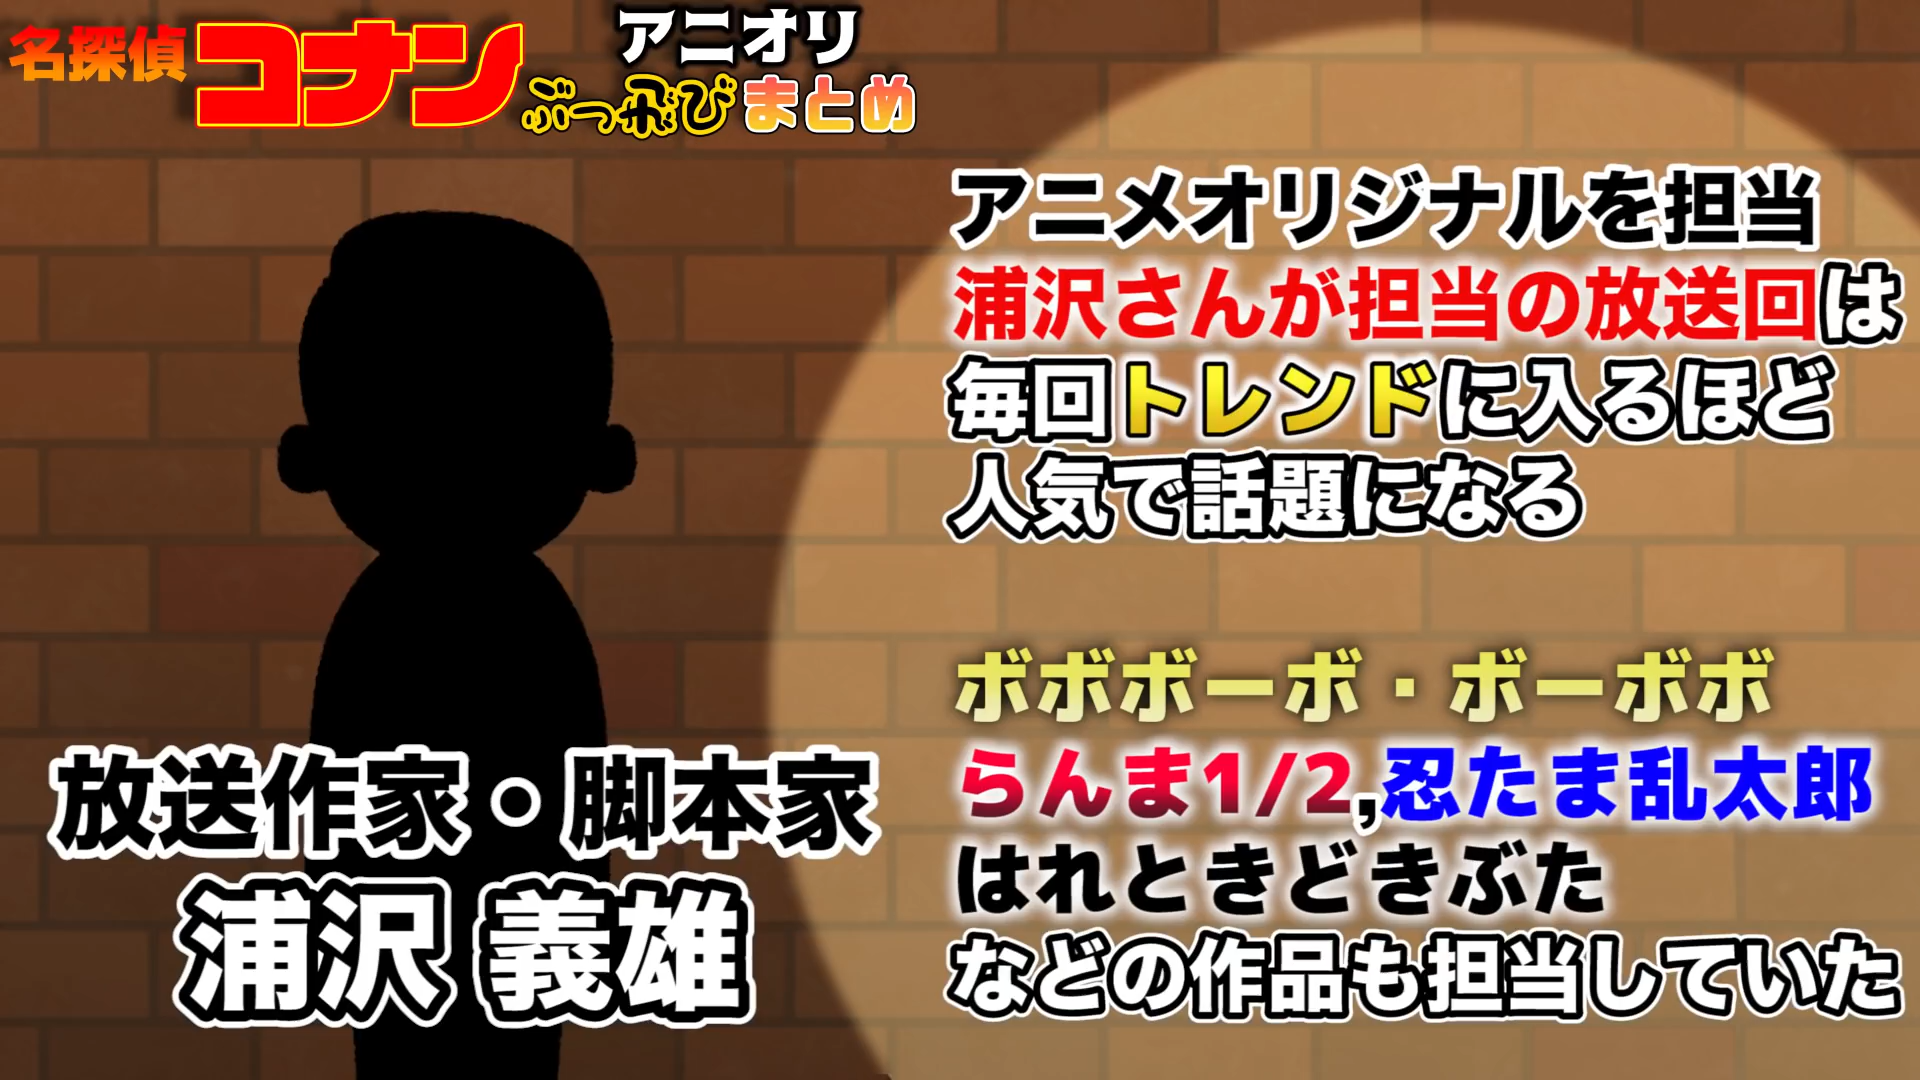 名探偵コナン アニオリ
ぶっ飛びまとめ
アニメオリジナルを担当
浦沢さんが担当の放送回は
毎回トレンドに入るほど
人気で話題になる
ボボボーボ・ボーボボ
らんま1/2,忍たま乱太郎
はれときどきぶた
などの作品も担当していた
放送作家・脚本家
浦沢 義雄